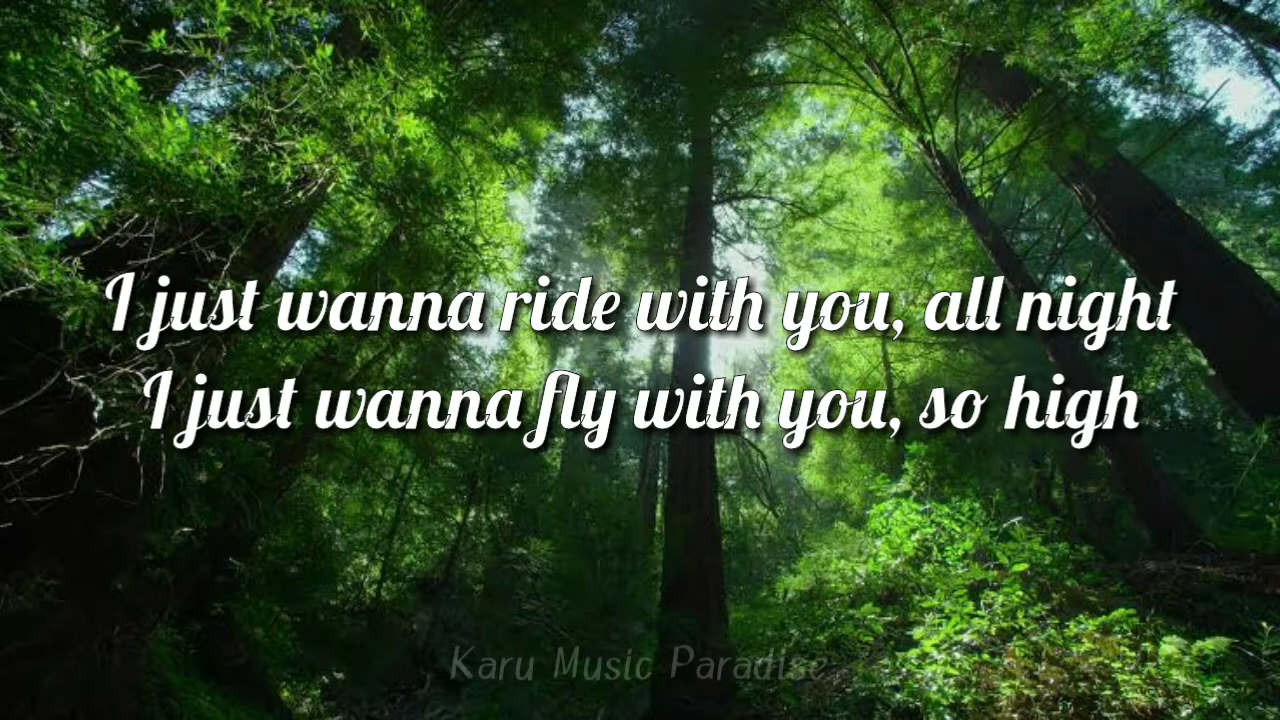 I just wanna ride with you, all night
I just wanna fly with you, so high
Karu Music Paradise